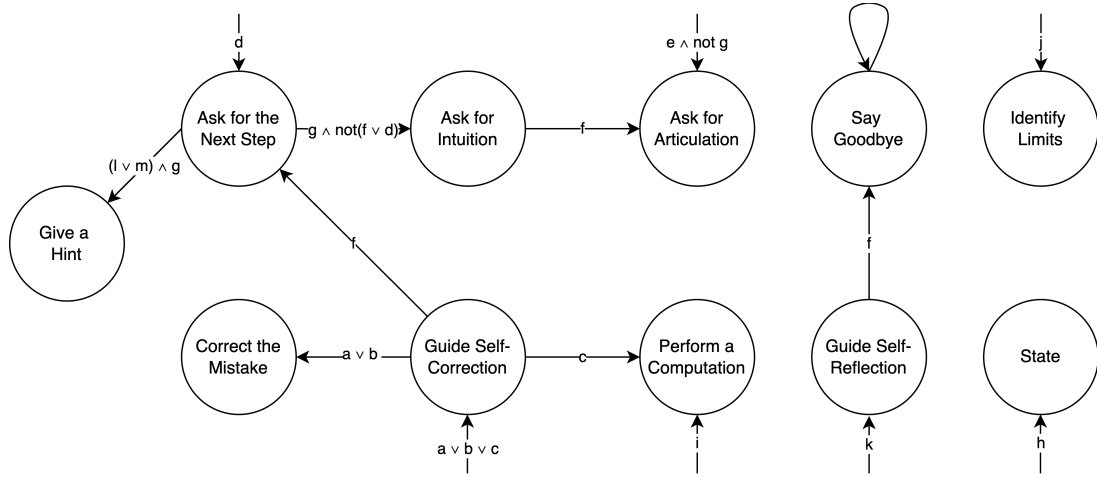 d
e ∧ not g
j
Ask for the
Next Step
g ∧ not(f ∨ d)
Ask for
Intuition
f
Ask for
Articulation
Say
Goodbye
Identify
Limits
(l ∨ m) ∧ g
Give a
Hint
f
f
Correct the
Mistake
a ∨ b
Guide Self-
Correction
c
Perform a
Computation
Guide Self-
Reflection
State
a ∨ b ∨ c
i
k
h